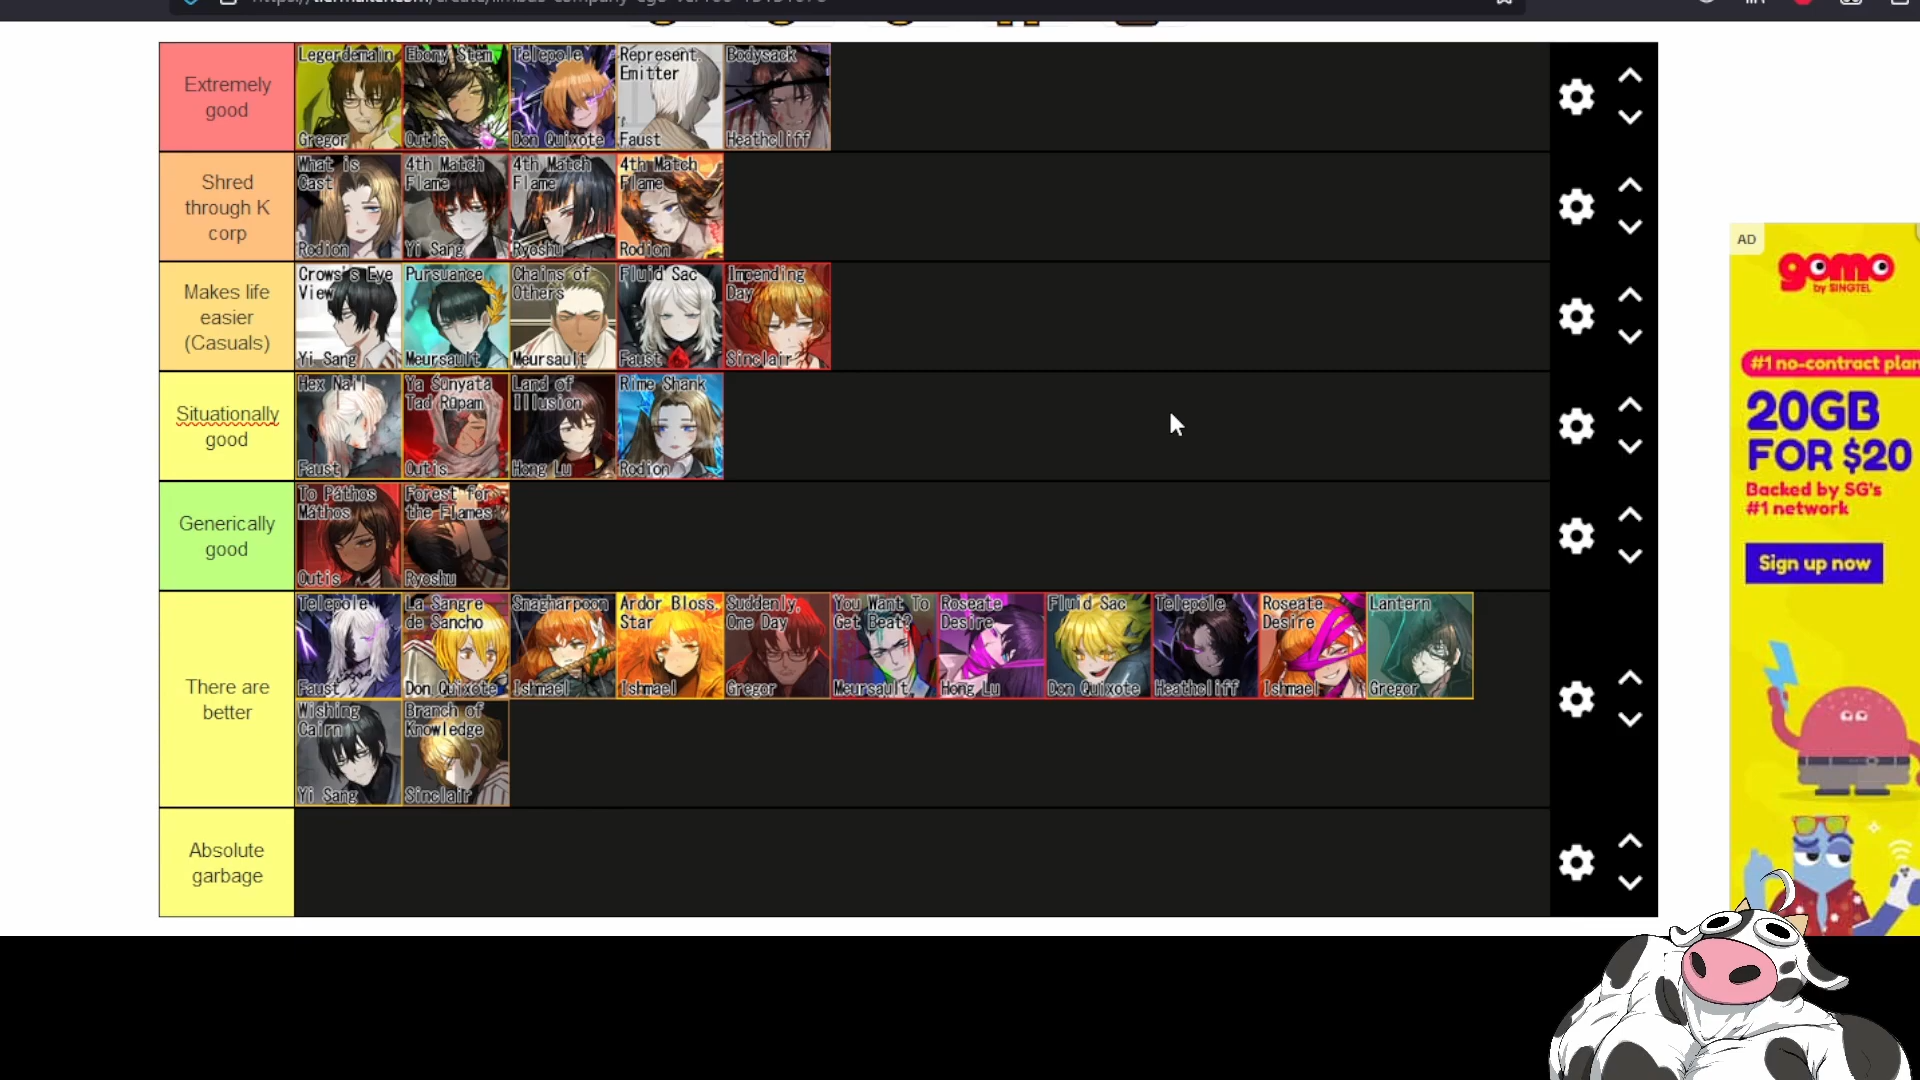 Extremely
good
Legerdemain
Gregor
Ebony Stem
Outis
Telepole
Don Quixote
Represent.
Emitter
Faust
Bodysack
Heathcliff
Shred
through K
corp
What is
Cast
Rodion
4th Match
Flame
Yi Sang
4th Match
Flame
Ryoshu
4th Match
Flame
Rodion
Makes life
easier
(Casuals)
Crow's Eye
View
Yi Sang
Pursuance
Meursault
Chains of
Others
Meursault
Fluid Sac
Faust
Impending
Day
Sinclair
Situationally
good
Hex Nail
Faust
Ya Śūnyatā
Tad Rūpam
Outis
Land of
Illusion
Hong Lu
Rime Shank
Rodion
Generically
good
To Páthos
Máthos
Outis
Forest for
the Flames
Ryoshu
There are
better
Telepole
Faust
La Sangre
de Sancho
Don Quixote
Snagharpoon
Ishmael
Ardor Bloss.
Star
Ishmael
Suddenly,
One Day
Gregor
You Want To
Get Beat?
Meursault
Roseate
Desire
Hong Lu
Fluid Sac
Don Quixote
Telepole
Heathcliff
Roseate
Desire
Ishmael
Lantern
Gregor
Wishing
Cairn
Yi Sang
Branch of
Knowledge
Sinclair
Absolute
garbage
AD
gomo
by SINGTEL
#1 no-contract plan
20GB
FOR $20
Backed by SG's
#1 network
Sign up now